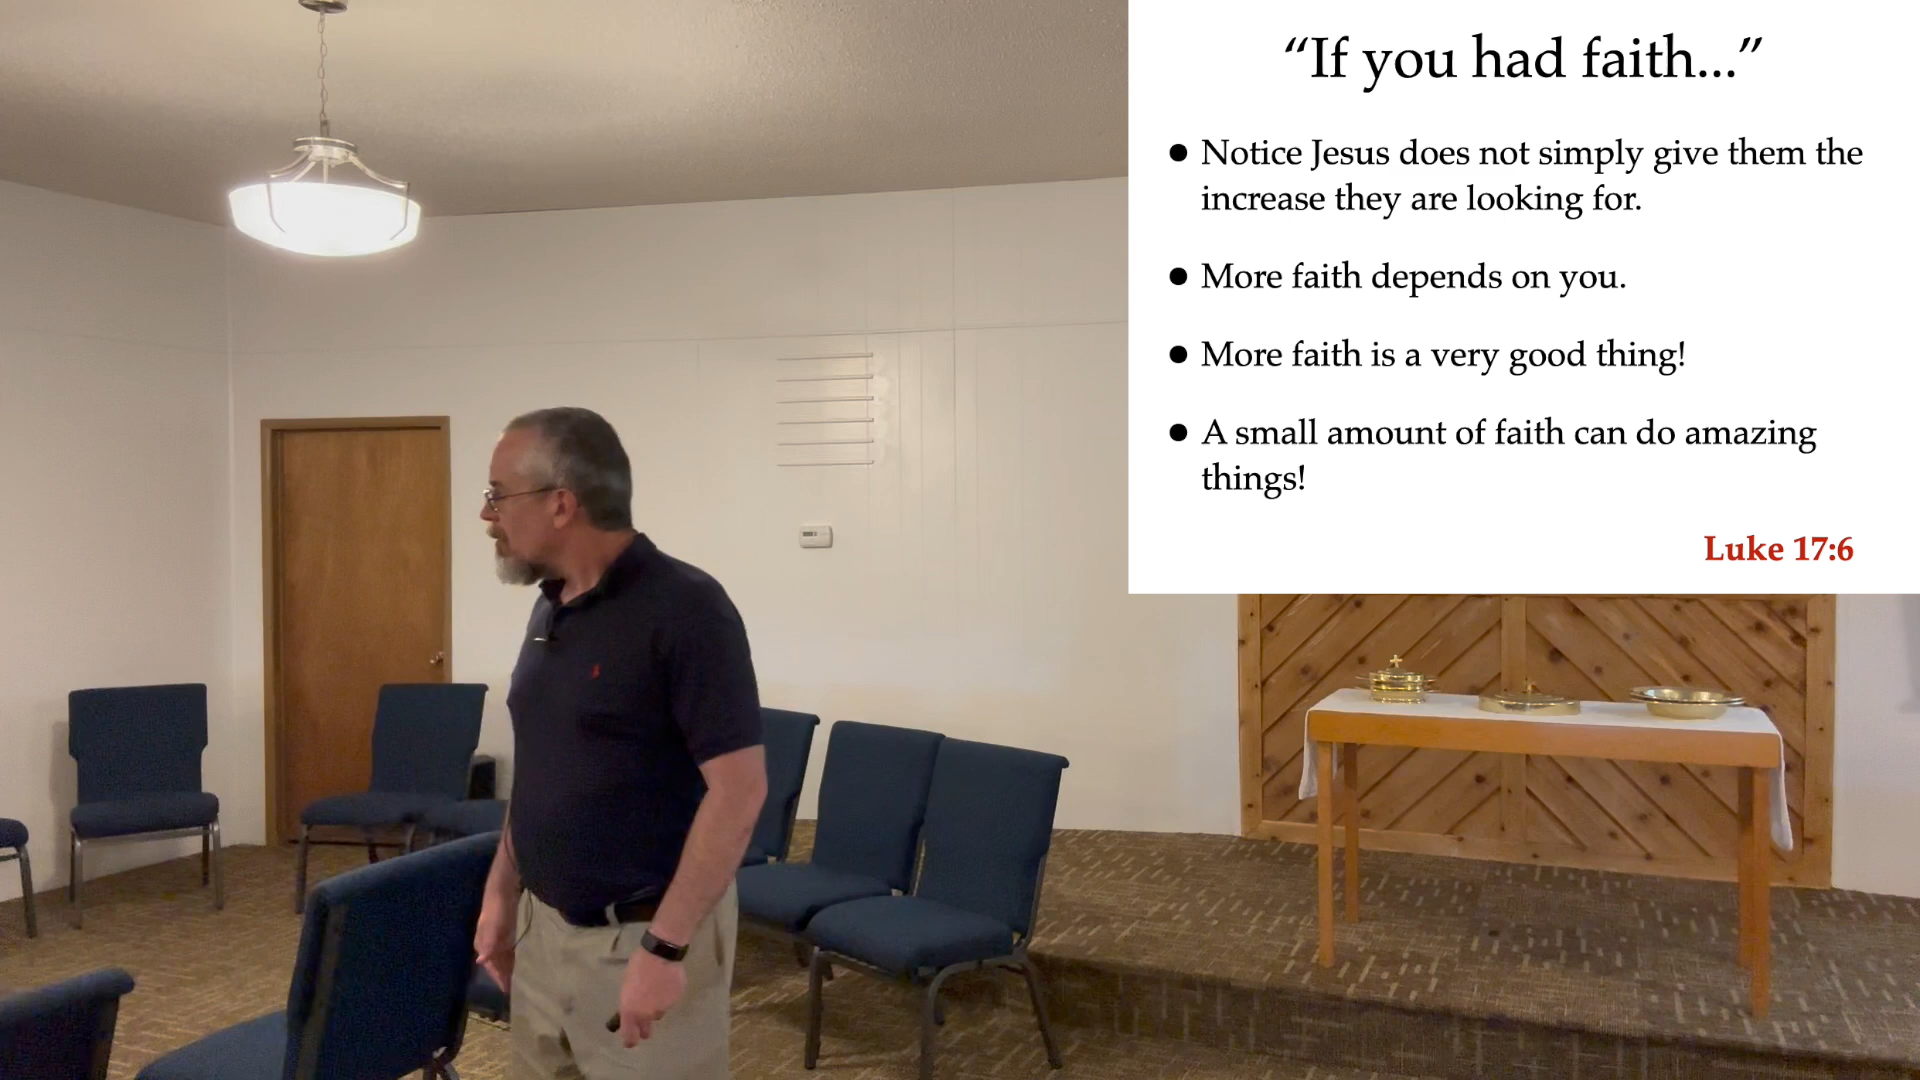 “If you had faith...”
• Notice Jesus does not simply give them the
increase they are looking for.
• More faith depends on you.
• More faith is a very good thing!
• A small amount of faith can do amazing
things!
Luke 17:6